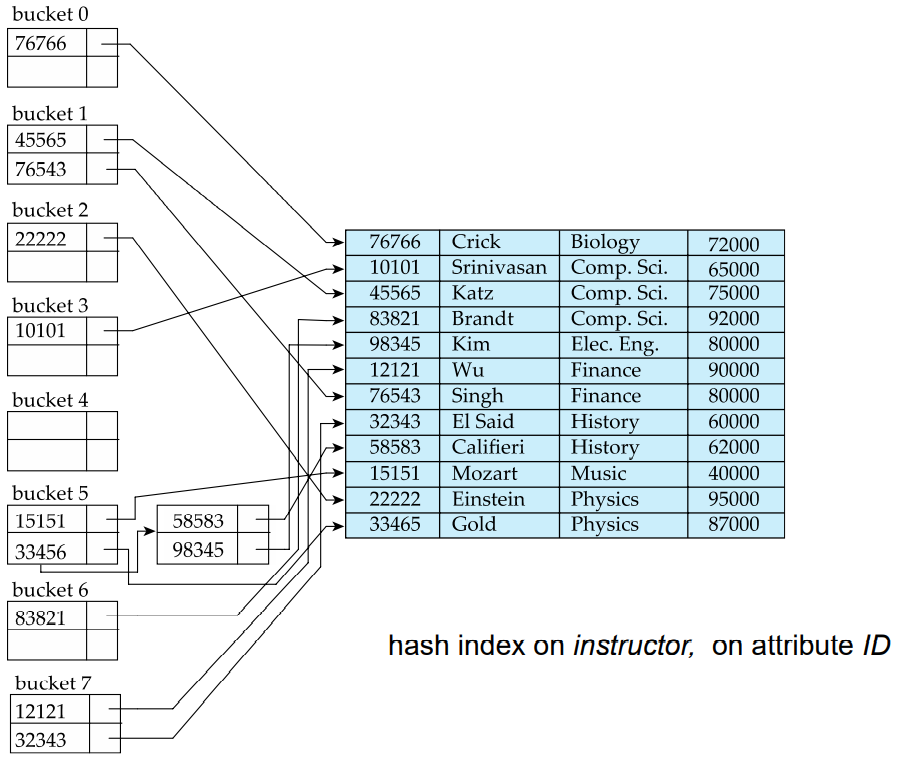 bucket 0
76766
bucket 1
45565
76543
bucket 2
22222
bucket 3
10101
bucket 4
bucket 5
15151
33456
58583
98345
bucket 6
83821
bucket 7
12121
32343
76766 Crick Biology 72000
10101 Srinivasan Comp. Sci. 65000
45565 Katz Comp. Sci. 75000
83821 Brandt Comp. Sci. 92000
98345 Kim Elec. Eng. 80000
12121 Wu Finance 90000
76543 Singh Finance 80000
32343 El Said History 60000
58583 Califieri History 62000
15151 Mozart Music 40000
22222 Einstein Physics 95000
33465 Gold Physics 87000
hash index on instructor, on attribute ID